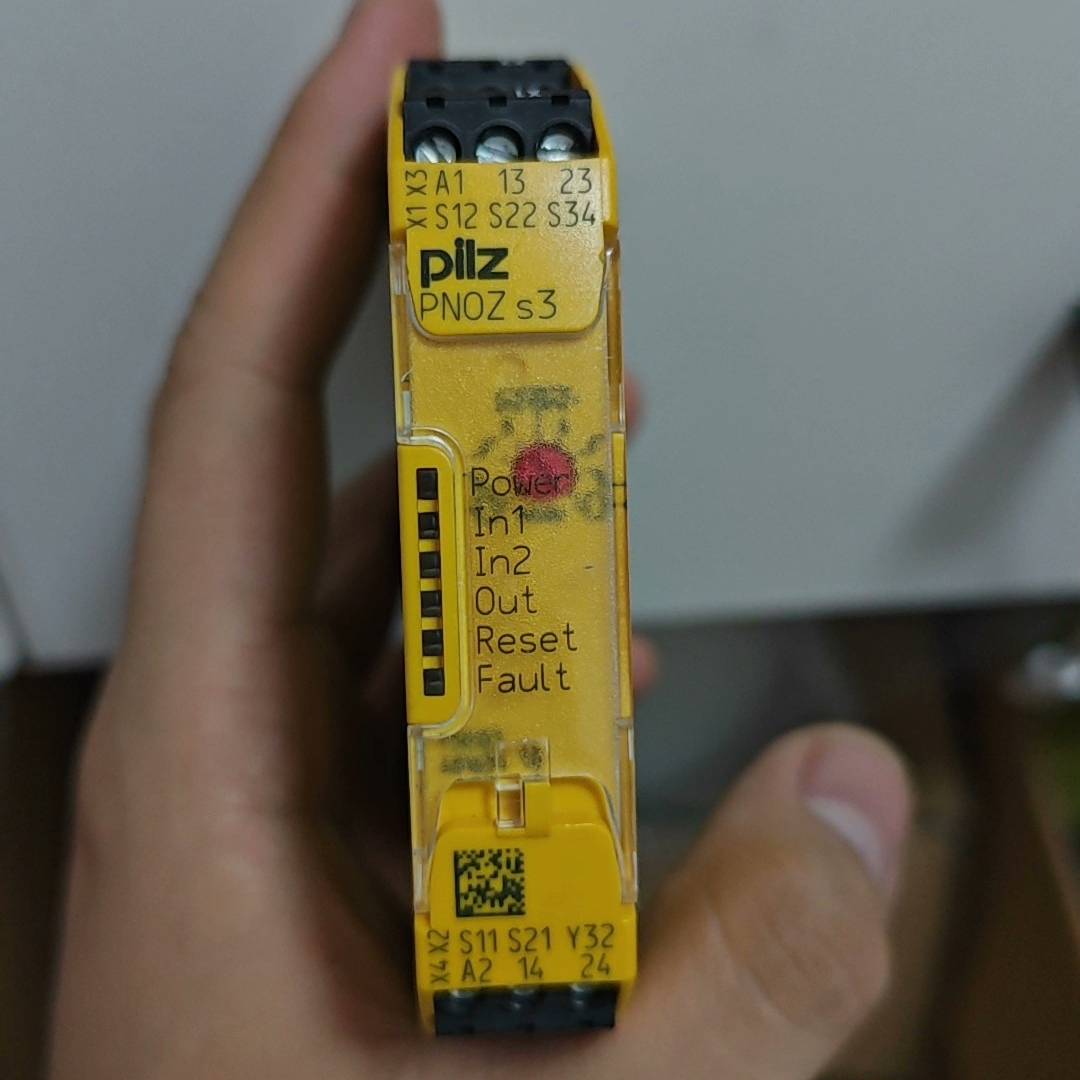 X3 A1 13 23
X1 S12 S22 S34
pilz
PNOZ s3
Power
In1
In2
Out
Reset
Fault
X2 S11 S21 Y32
X4 A2 14 24